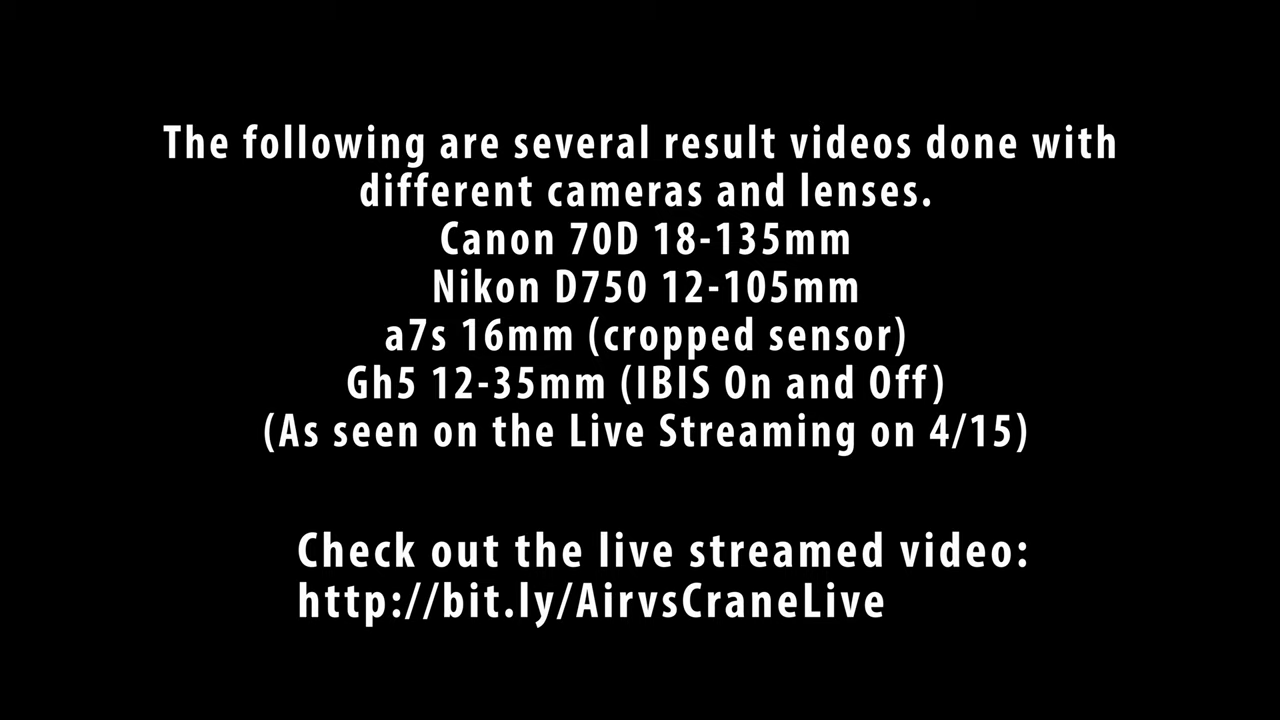 The following are several result videos done with
different cameras and lenses.
Canon 70D 18-135mm
Nikon D750 12-105mm
a7s 16mm (cropped sensor)
Gh5 12-35mm (IBIS On and Off)
(As seen on the Live Streaming on 4/15)
Check out the live streamed video:
http://bit.ly/AirvsCraneLive